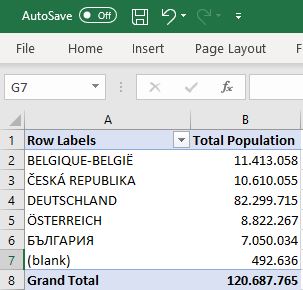 AutoSave Off
File Home Insert Page Layout Form
G7 fx
A B
1 Row Labels Total Population
2 BELGIQUE-BELGIË 11.413.058
3 ČESKÁ REPUBLIKA 10.610.055
4 DEUTSCHLAND 82.299.715
5 ÖSTERREICH 8.822.267
6 БЪЛГАРИЯ 7.050.034
7 (blank) 492.636
8 Grand Total 120.687.765